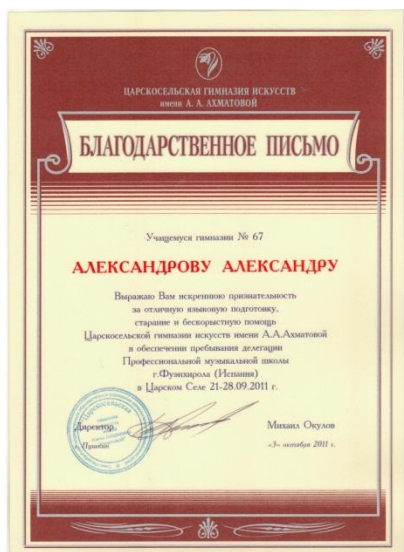 ЦАРСКОСЕЛЬСКАЯ ГИМНАЗИЯ ИСКУССТВ
имени А. А. АХМАТОВОЙ
БЛАГОДАРСТВЕННОЕ ПИСЬМО
Учащемуся гимназии № 67
АЛЕКСАНДРОВУ АЛЕКСАНДРУ
Выражаю Вам искреннюю признательность
за отличную языковую подготовку,
старание и бескорыстную помощь
Царскосельской гимназии искусств имени А.А.Ахматовой
в обеспечении пребывания делегации
Профессиональной музыкальной школы
г.Фуэнхирола (Испания)
в Царском Селе 21-28.09.2011 г.
Царскосельская
Директор Михаил Окулов
г. Пушкин «3» октября 2011 г.